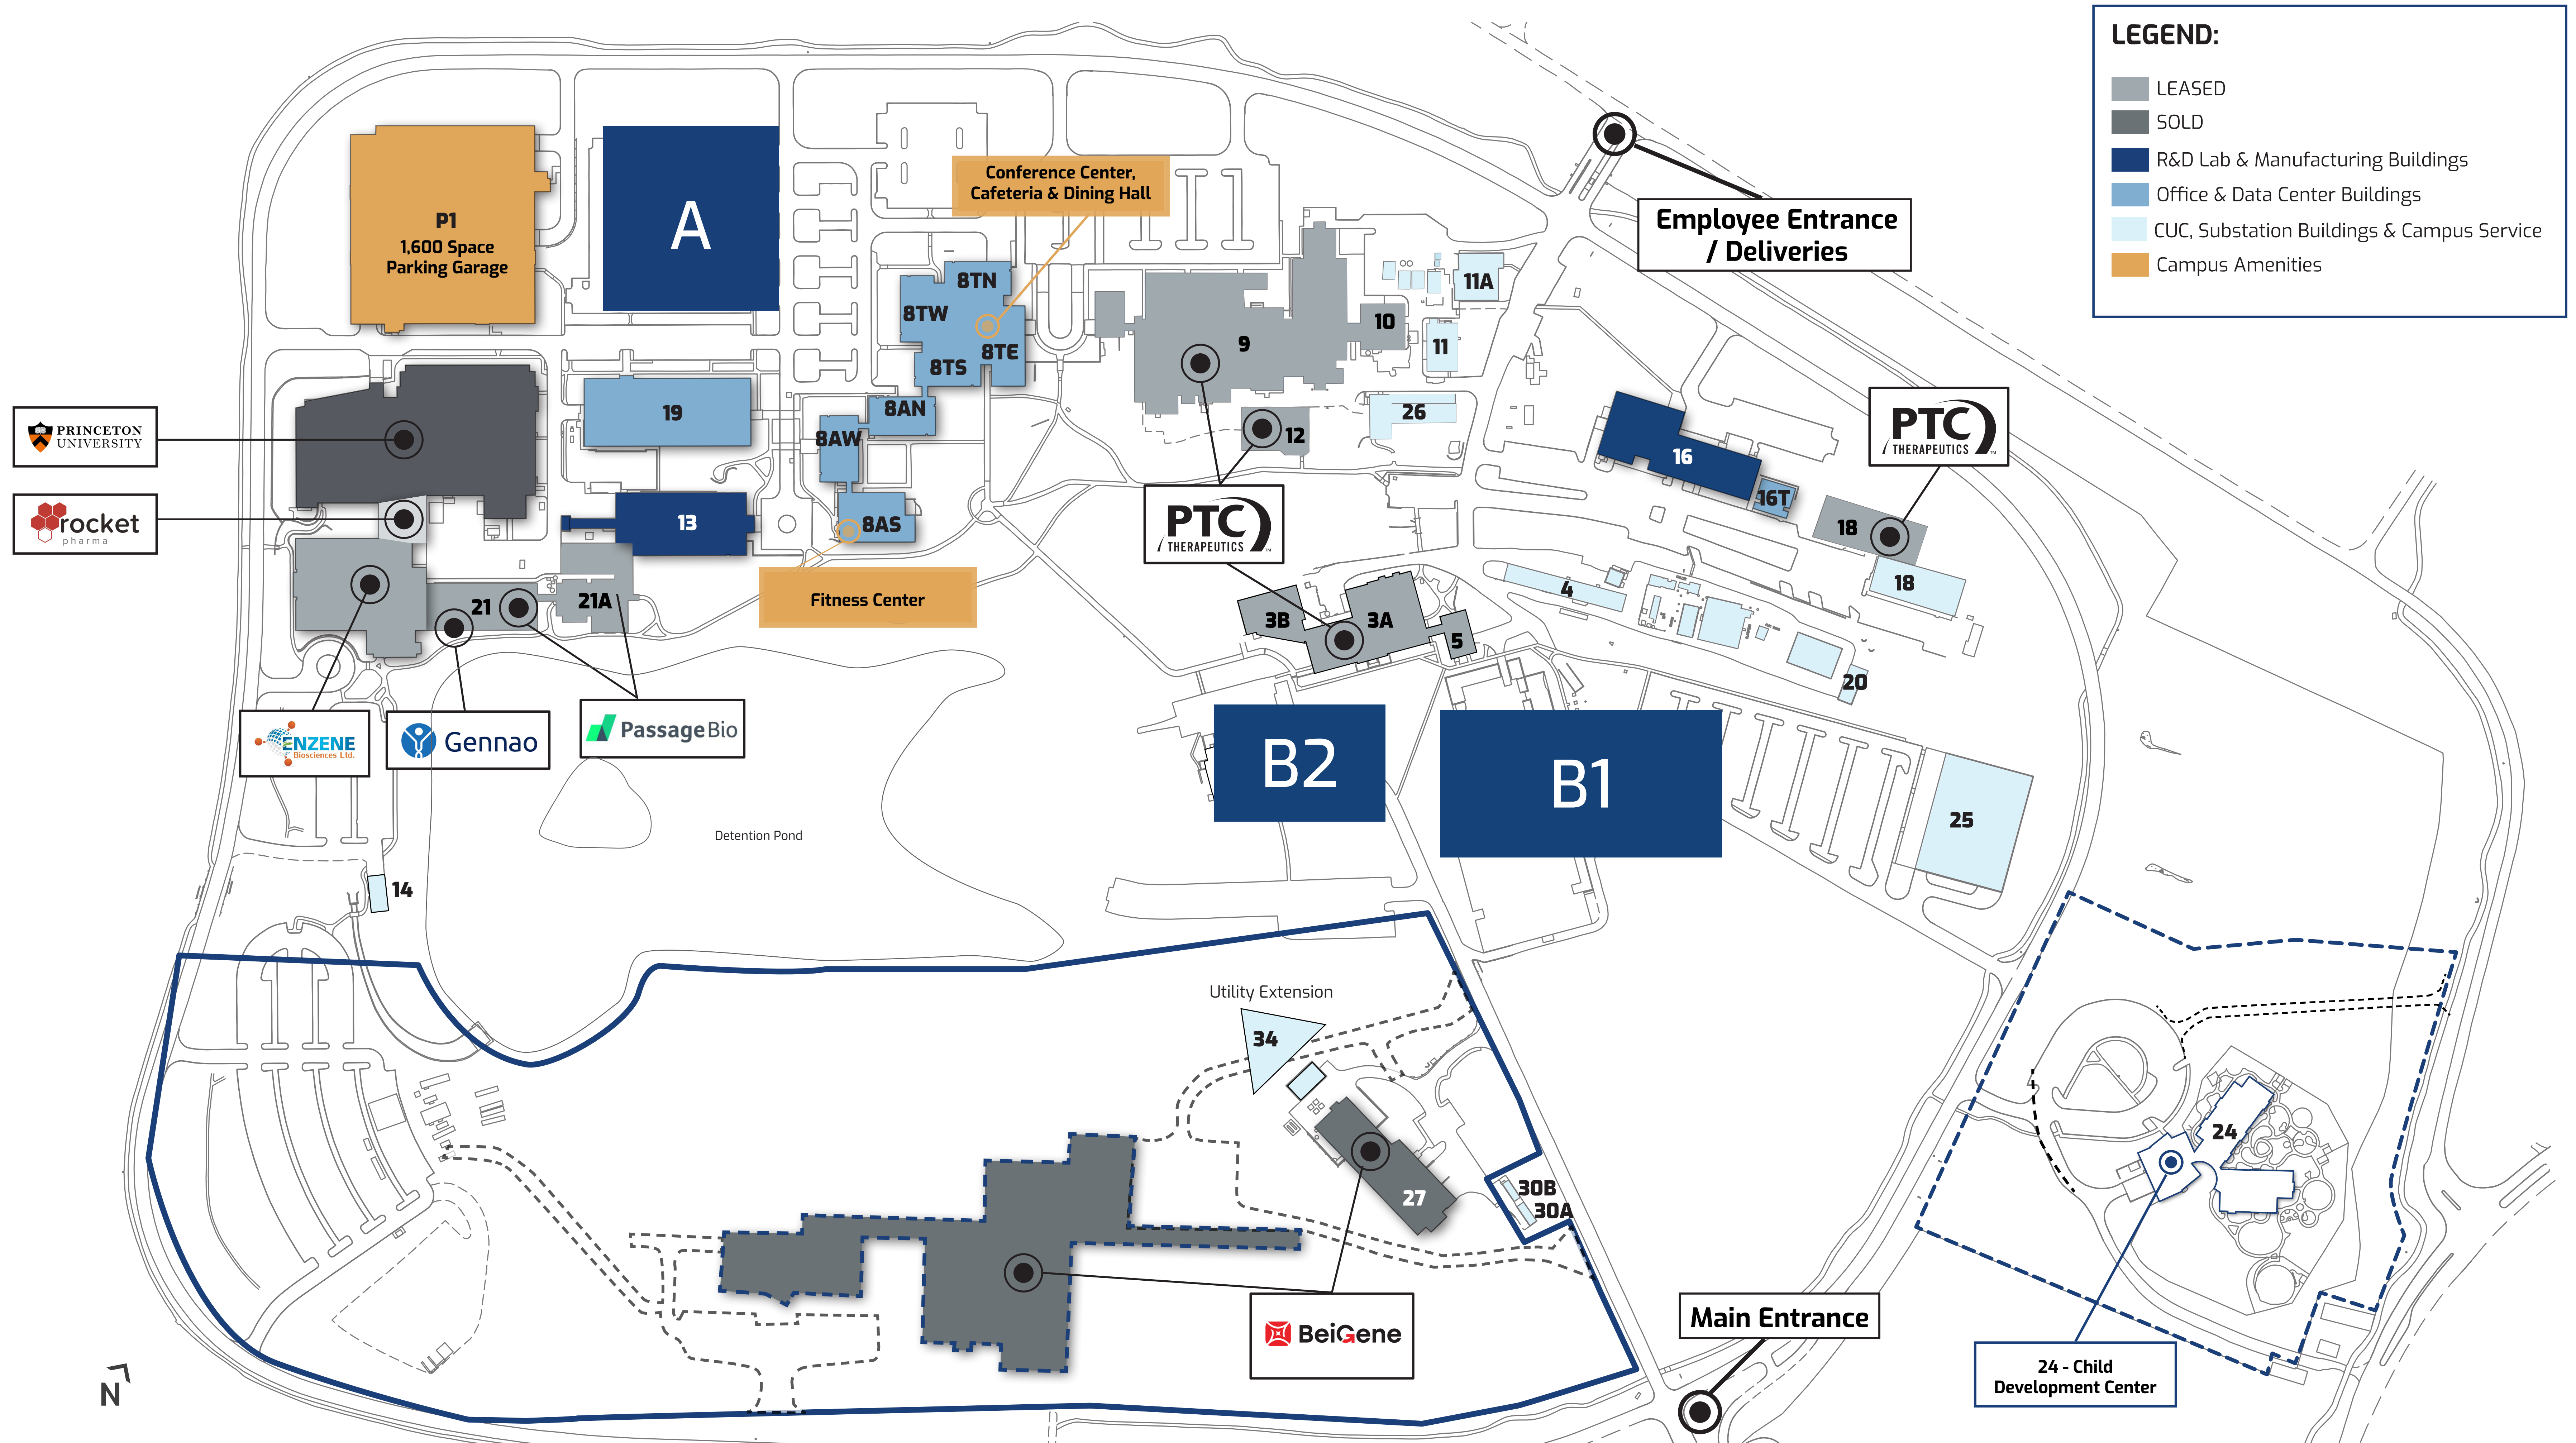 LEGEND:
LEASED
SOLD
R&D Lab & Manufacturing Buildings
Office & Data Center Buildings
CUC, Substation Buildings & Campus Service
Campus Amenities
Employee Entrance
/ Deliveries
P1
1,600 Space
Parking Garage
A
Conference Center,
Cafeteria & Dining Hall
8TN
8TW
8TE
8TS
8AN
8AW
8AS
19
13
9
10
11A
11
12
26
16
16T
PTC
THERAPEUTICS
TM
18
18
PRINCETON
UNIVERSITY
rocket
pharma
PTC
THERAPEUTICS
TM
21
21A
Fitness Center
3B
3A
5
4
20
ENZENE
Biosciences Ltd.
Gennao
PassageBio
B2
B1
25
Detention Pond
14
Utility Extension
34
27
30B
30A
24
BeiGene
Main Entrance
24 - Child
Development Center
N